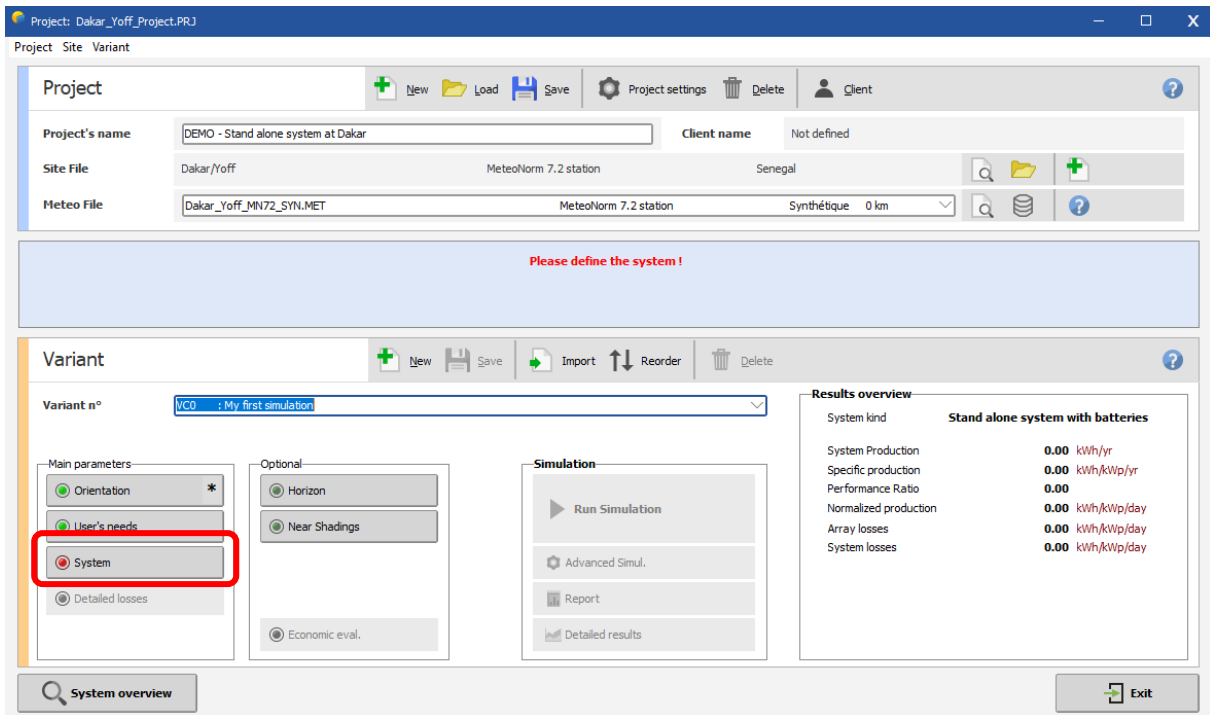 Project: Dakar_Yoff_Project.PRJ
Project Site Variant
Project New Load Save Project settings Delete Client
Project's name DEMO - Stand alone system at Dakar Client name Not defined
Site File Dakar/Yoff MeteoNorm 7.2 station Senegal
Meteo File Dakar_Yoff_MN72_SYN.MET MeteoNorm 7.2 station Synthétique 0 km
Please define the system !
Variant New Save Import Reorder Delete
Variant n° VC0 : My first simulation
Results overview
System kind Stand alone system with batteries
System Production 0.00 kWh/yr
Specific production 0.00 kWh/kWp/yr
Performance Ratio 0.00
Normalized production 0.00 kWh/kWp/day
Array losses 0.00 kWh/kWp/day
System losses 0.00 kWh/kWp/day
Main parameters
Orientation *
User's needs
System
Detailed losses
Optional
Horizon
Near Shadings
Economic eval.
Simulation
Run Simulation
Advanced Simul.
Report
Detailed results
System overview
Exit